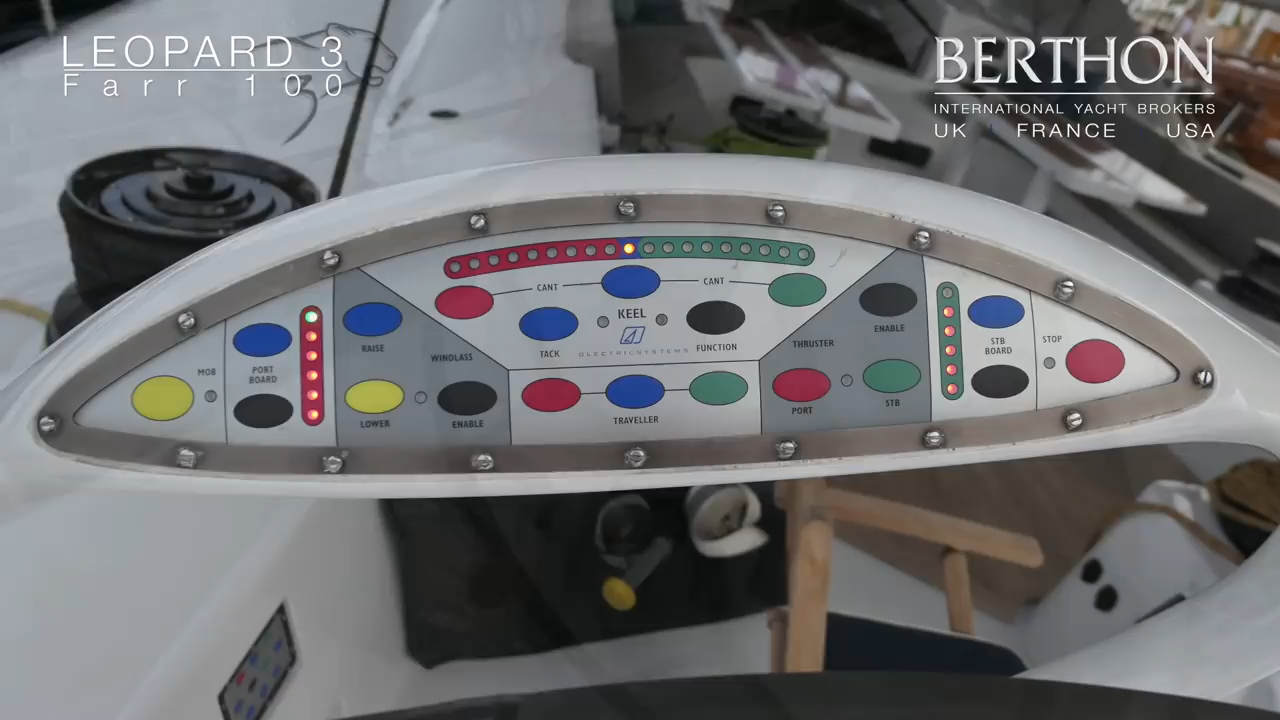 LEOPARD 3
Farr 100
BERTHON
INTERNATIONAL YACHT BROKERS
UK FRANCE USA
CANT
CANT
KEEL
TACK
FUNCTION
MOB
PORT
BOARD
RAISE
WINDLASS
LOWER
ENABLE
TRAVELLER
THRUSTER
ENABLE
PORT
STB
STB
BOARD
STOP